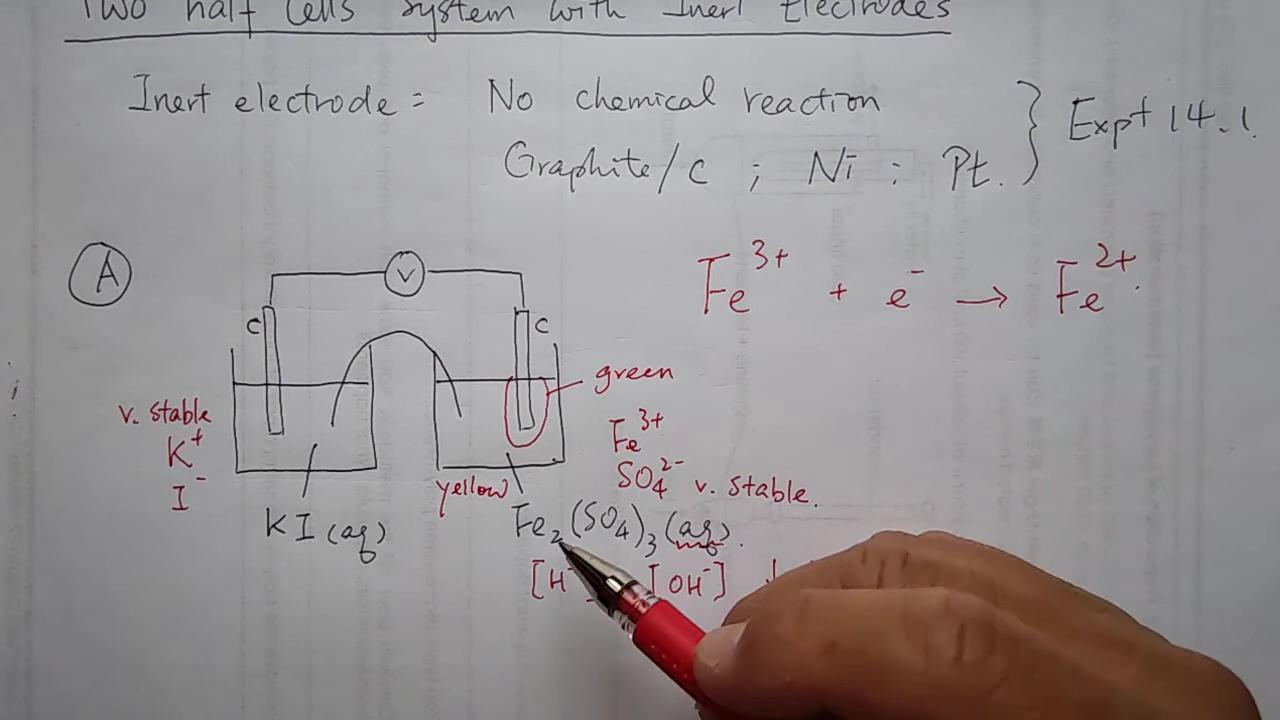 Two half cells system with Inert Electrodes
Inert electrode = No chemical reaction
Graphite/C ; Ni ; Pt. } Expt 14.1.
A
V
Fe³⁺ + e⁻ → Fe²⁺.
C
C
green
v. stable
K⁺
I⁻
Fe³⁺
SO₄²⁻ v. stable.
yellow
KI (aq)
Fe₂(SO₄)₃(aq).
[OH⁻]